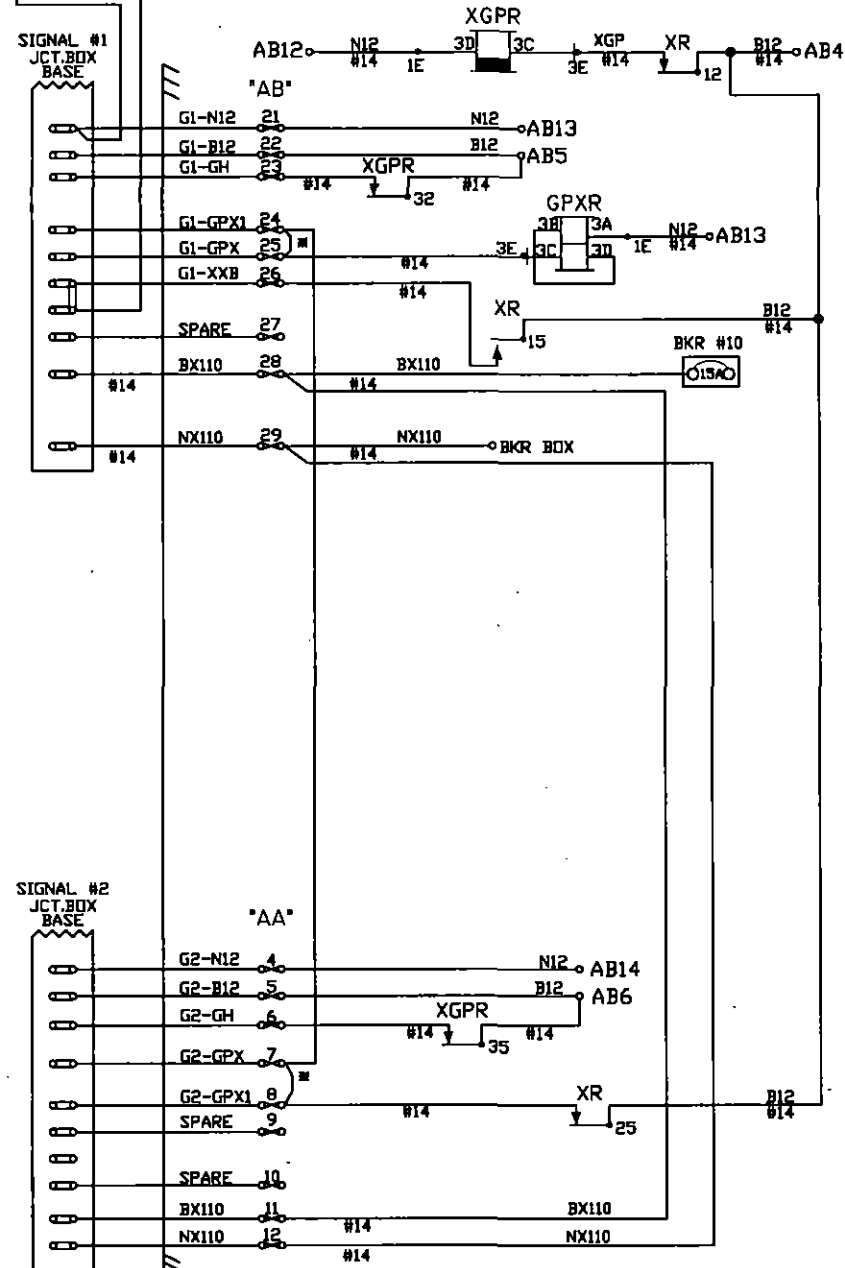 XGPR
AB12 N12 #14 1E 3D 3C 3E XGP #14 XR 12 B12 #14 AB4
SIGNAL #1
JCT.BOX
BASE
"AB"
G1-N12 21 N12 AB13
G1-B12 22 B12 AB5
G1-GH 23 #14 XGPR 32 #14
GPXR
G1-GPX1 24 3B 3A
G1-GPX 25 #14 3E 3C 3D 1E N12 #14 AB13
G1-XXB 26 #14
XR 15 B12 #14
SPARE 27
BKR #10
BX110 #14 28 BX110 #14 15A
NX110 #14 29 NX110 #14 BKR BOX
SIGNAL #2
JCT.BOX
BASE
"AA"
G2-N12 4 N12 AB14
G2-B12 5 B12 AB6
G2-GH 6 #14 XGPR 35 #14
G2-GPX 7
G2-GPX1 8 #14 XR 25 B12 #14
SPARE 9
SPARE 10
BX110 11 #14 BX110
NX110 12 #14 NX110